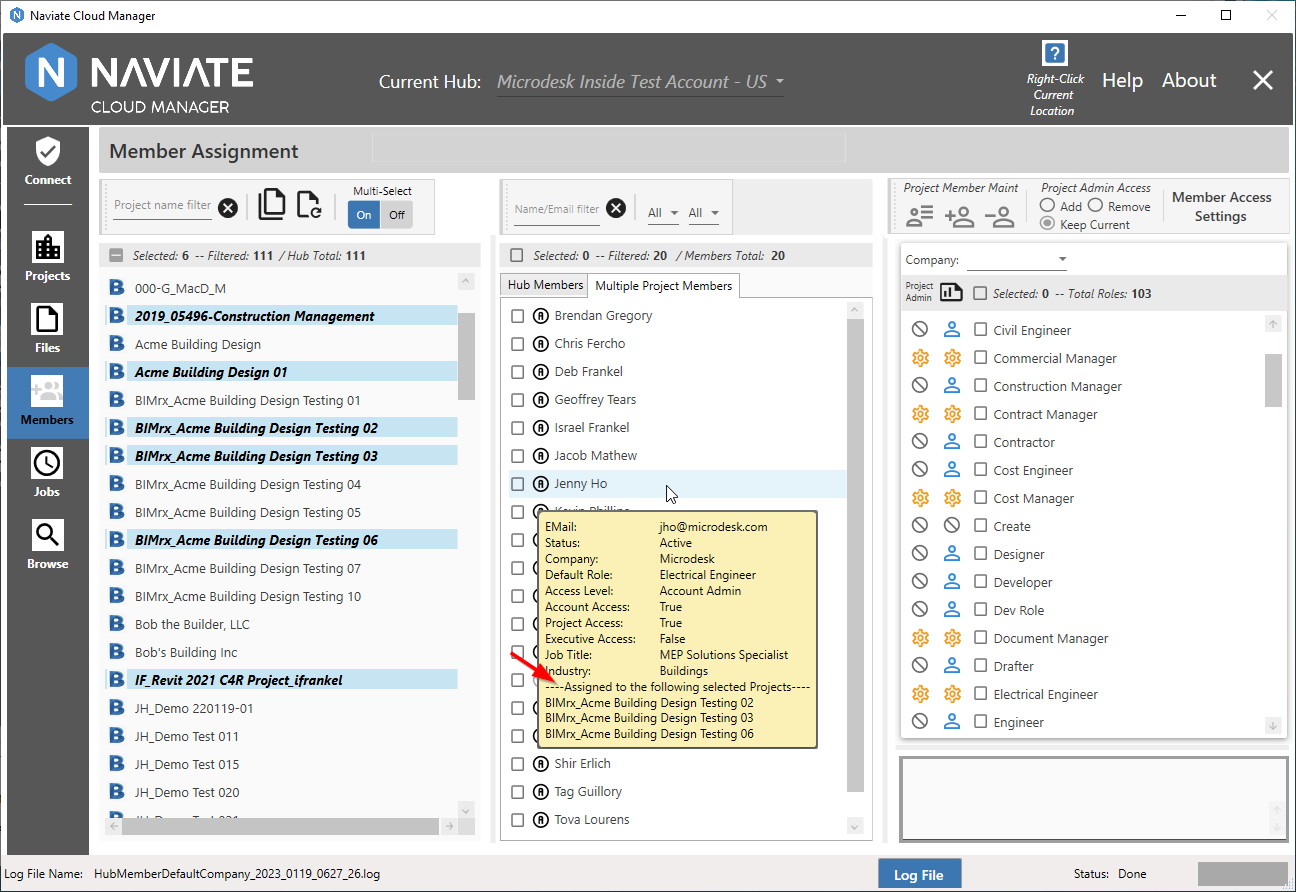 Naviate Cloud Manager
NAVIATE
CLOUD MANAGER
Current Hub: Microdesk Inside Test Account - US
?
Right-Click
Current
Location
Help
About
Connect
Projects
Files
Members
Jobs
Browse
Member Assignment
Project name filter
Multi-Select
On Off
Selected: 6 -- Filtered: 111 / Hub Total: 111
000-G_MacD_M
2019_05496-Construction Management
Acme Building Design
Acme Building Design 01
BIMrx_Acme Building Design Testing 01
BIMrx_Acme Building Design Testing 02
BIMrx_Acme Building Design Testing 03
BIMrx_Acme Building Design Testing 04
BIMrx_Acme Building Design Testing 05
BIMrx_Acme Building Design Testing 06
BIMrx_Acme Building Design Testing 07
BIMrx_Acme Building Design Testing 10
Bob the Builder, LLC
Bob's Building Inc
IF_Revit 2021 C4R Project_ifrankel
JH_Demo 220119-01
JH_Demo Test 011
JH_Demo Test 015
JH_Demo Test 020
Name/Email filter
All All
Selected: 0 -- Filtered: 20 / Members Total: 20
Hub Members Multiple Project Members
Brendan Gregory
Chris Fercho
Deb Frankel
Geoffrey Tears
Israel Frankel
Jacob Mathew
Jenny Ho
EMail: jho@microdesk.com
Status: Active
Company: Microdesk
Default Role: Electrical Engineer
Access Level: Account Admin
Account Access: True
Project Access: True
Executive Access: False
Job Title: MEP Solutions Specialist
Industry: Buildings
----Assigned to the following selected Projects----
BIMrx_Acme Building Design Testing 02
BIMrx_Acme Building Design Testing 03
BIMrx_Acme Building Design Testing 06
Shir Erlich
Tag Guillory
Tova Lourens
Project Member Maint
Project Admin Access
Add Remove
Keep Current
Member Access
Settings
Company:
Project
Admin
Selected: 0 -- Total Roles: 103
Civil Engineer
Commercial Manager
Construction Manager
Contract Manager
Contractor
Cost Engineer
Cost Manager
Create
Designer
Developer
Dev Role
Document Manager
Drafter
Electrical Engineer
Engineer
Log File Name: HubMemberDefaultCompany_2023_0119_0627_26.log
Log File
Status: Done